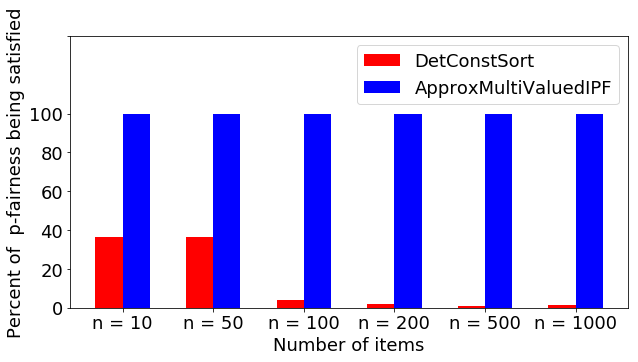 Percent of  p-fairness being satisfied
DetConstSort
ApproxMultiValuedIPF
100
80
60
40
20
0
n = 10 n = 50 n = 100 n = 200 n = 500 n = 1000
Number of items